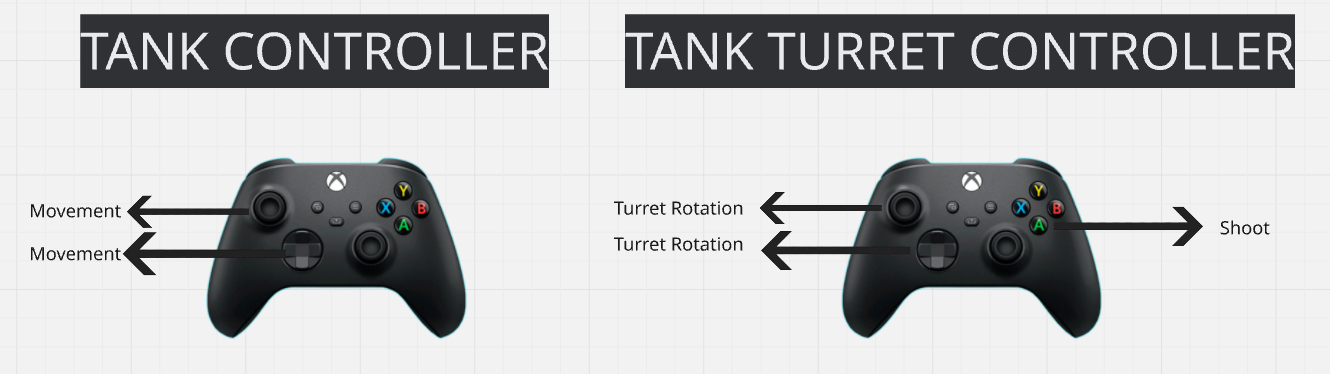 TANK CONTROLLER
TANK TURRET CONTROLLER
Movement
Movement
Y
X
B
A
Turret Rotation
Turret Rotation
Y
X
B
A
Shoot